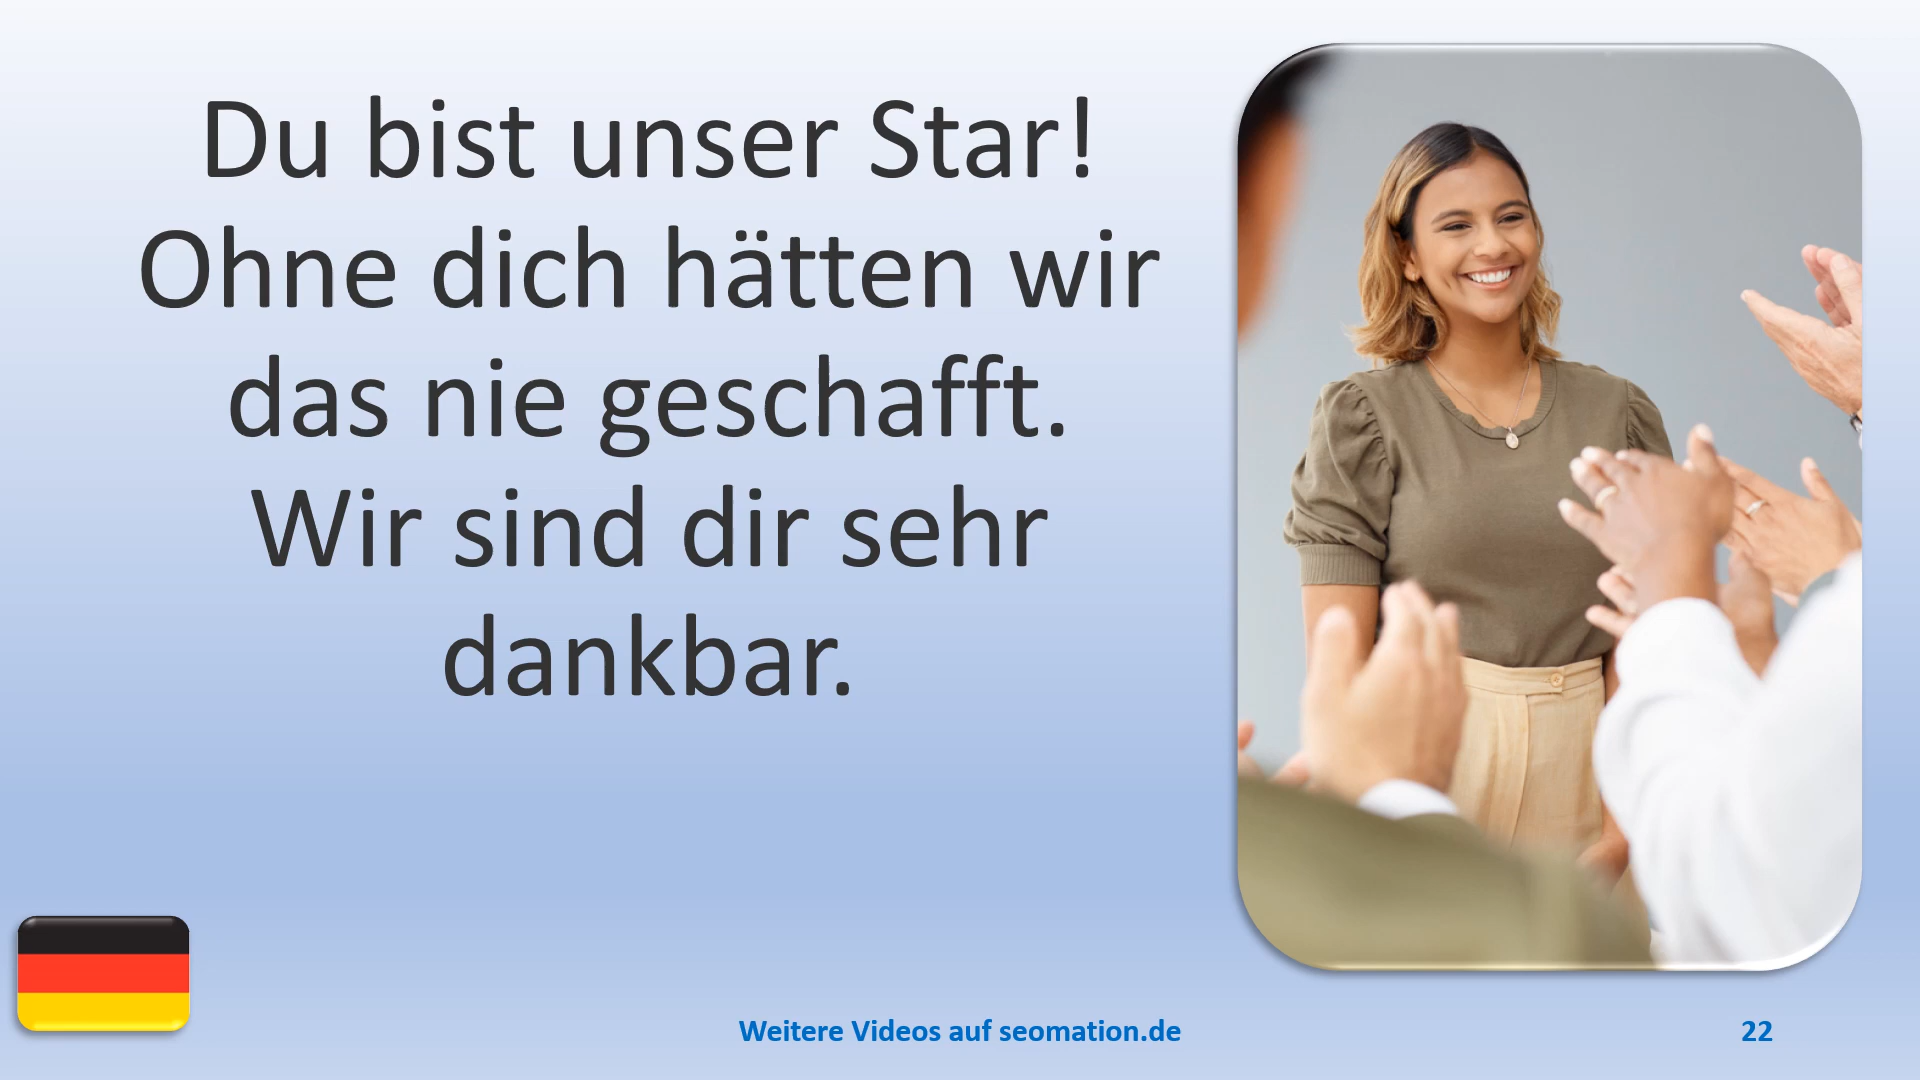 Du bist unser Star!
Ohne dich hätten wir
das nie geschafft.
Wir sind dir sehr
dankbar.
Weitere Videos auf seomation.de
22